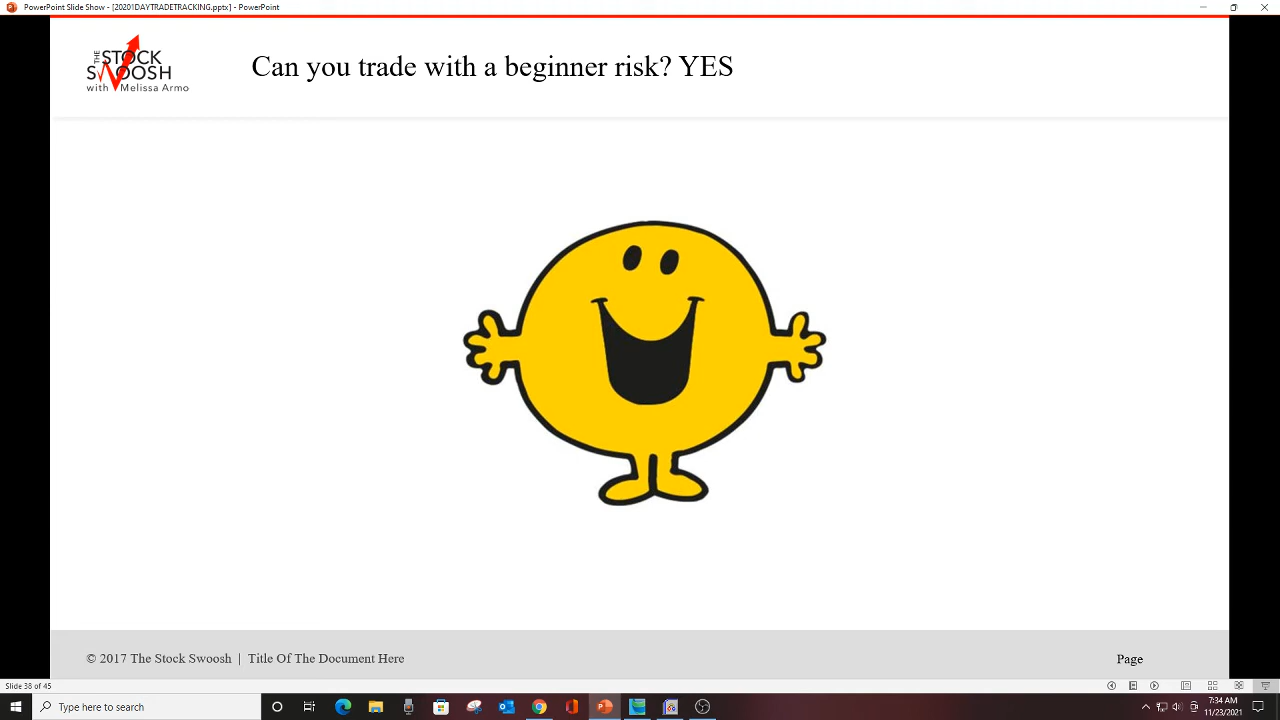 PowerPoint Slide Show - [20201DAYTRADETRACKING.pptx] - PowerPoint
THE STOCK
SWOOSH
with Melissa Armo
Can you trade with a beginner risk? YES
© 2017 The Stock Swoosh | Title Of The Document Here
Page
Slide 38 of 45
Type here to search
7:34 AM
11/23/2021